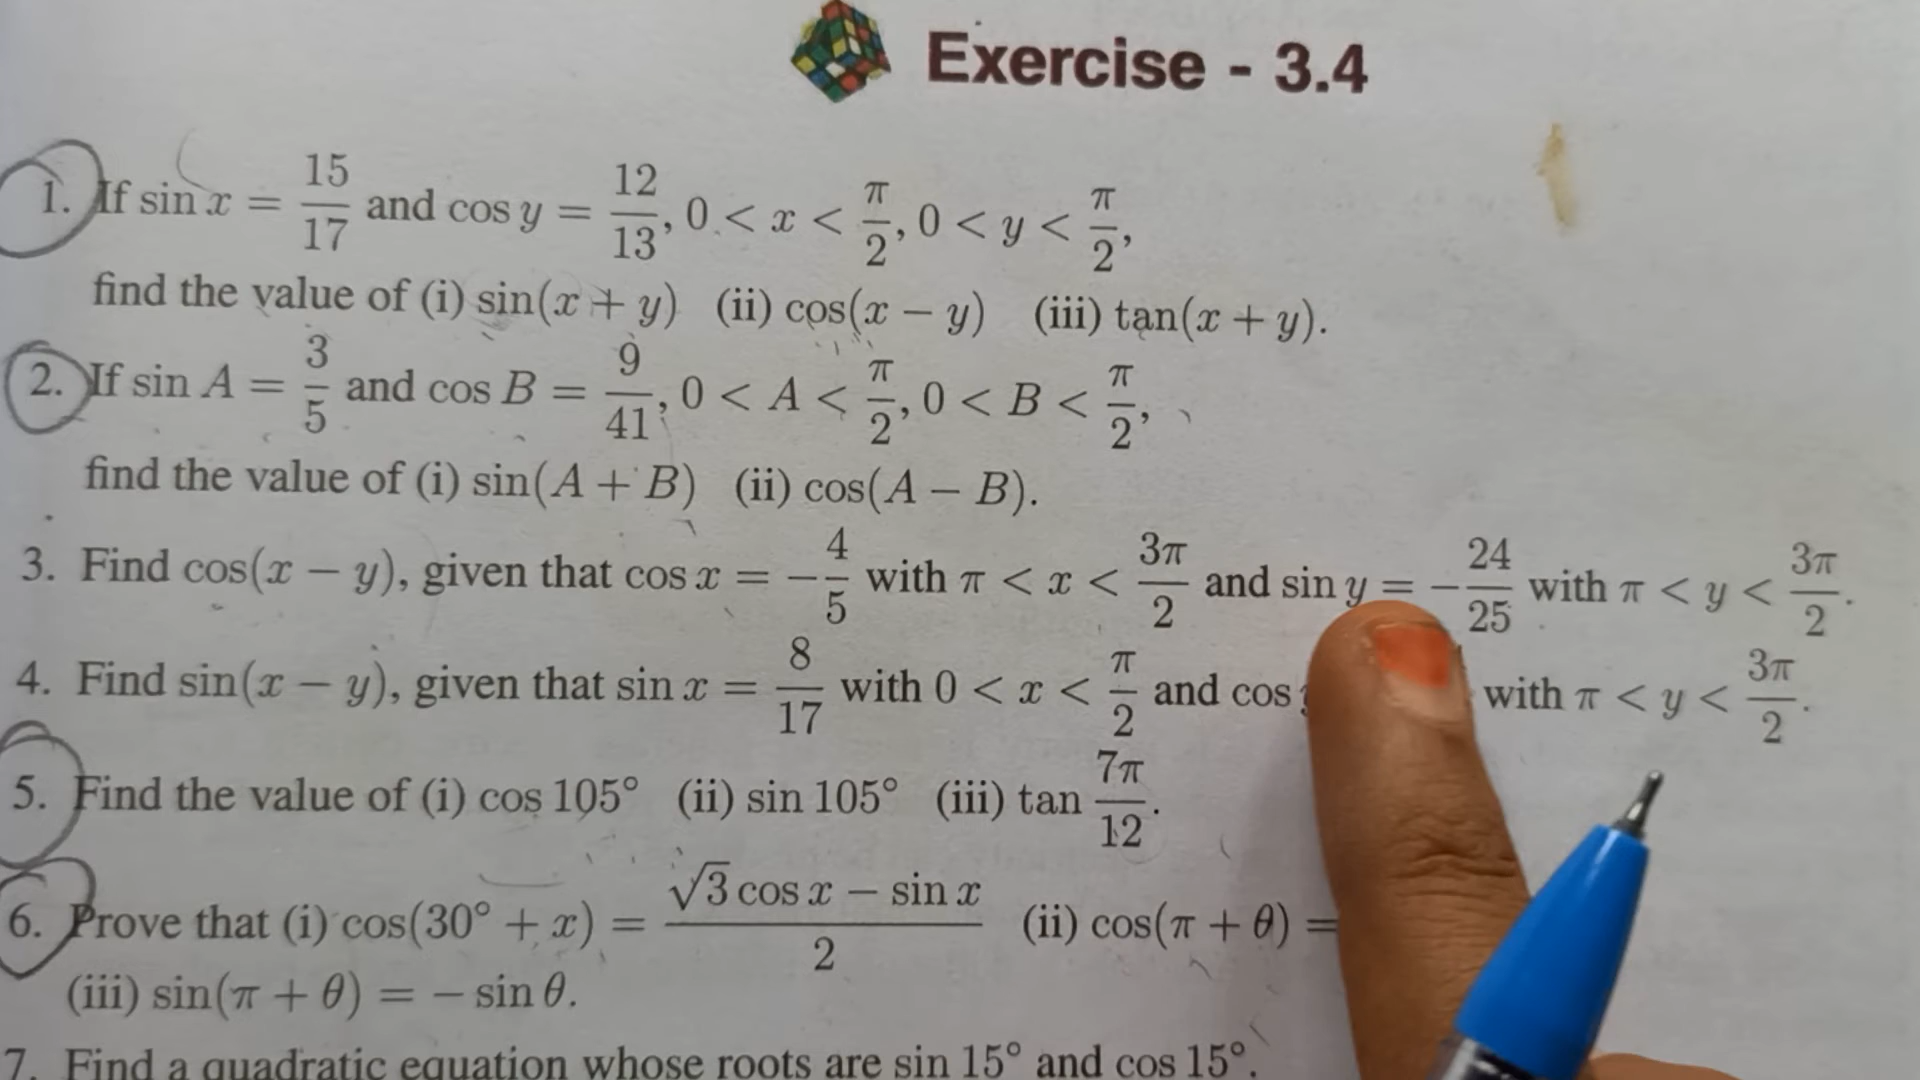 Exercise - 3.4
1. If sin x = 15/17 and cos y = 12/13, 0 < x < π/2, 0 < y < π/2,
find the value of (i) sin(x + y) (ii) cos(x − y) (iii) tan(x + y).
2. If sin A = 3/5 and cos B = 9/41, 0 < A < π/2, 0 < B < π/2,
find the value of (i) sin(A + B) (ii) cos(A − B).
3. Find cos(x − y), given that cos x = −4/5 with π < x < 3π/2 and sin y = −24/25 with π < y < 3π/2.
4. Find sin(x − y), given that sin x = 8/17 with 0 < x < π/2 and cos with π < y < 3π/2.
5. Find the value of (i) cos 105° (ii) sin 105° (iii) tan 7π/12.
6. Prove that (i) cos(30° + x) = (√3 cos x − sin x)/2 (ii) cos(π + θ) =
(iii) sin(π + θ) = − sin θ.
7. Find a quadratic equation whose roots are sin 15° and cos 15°.